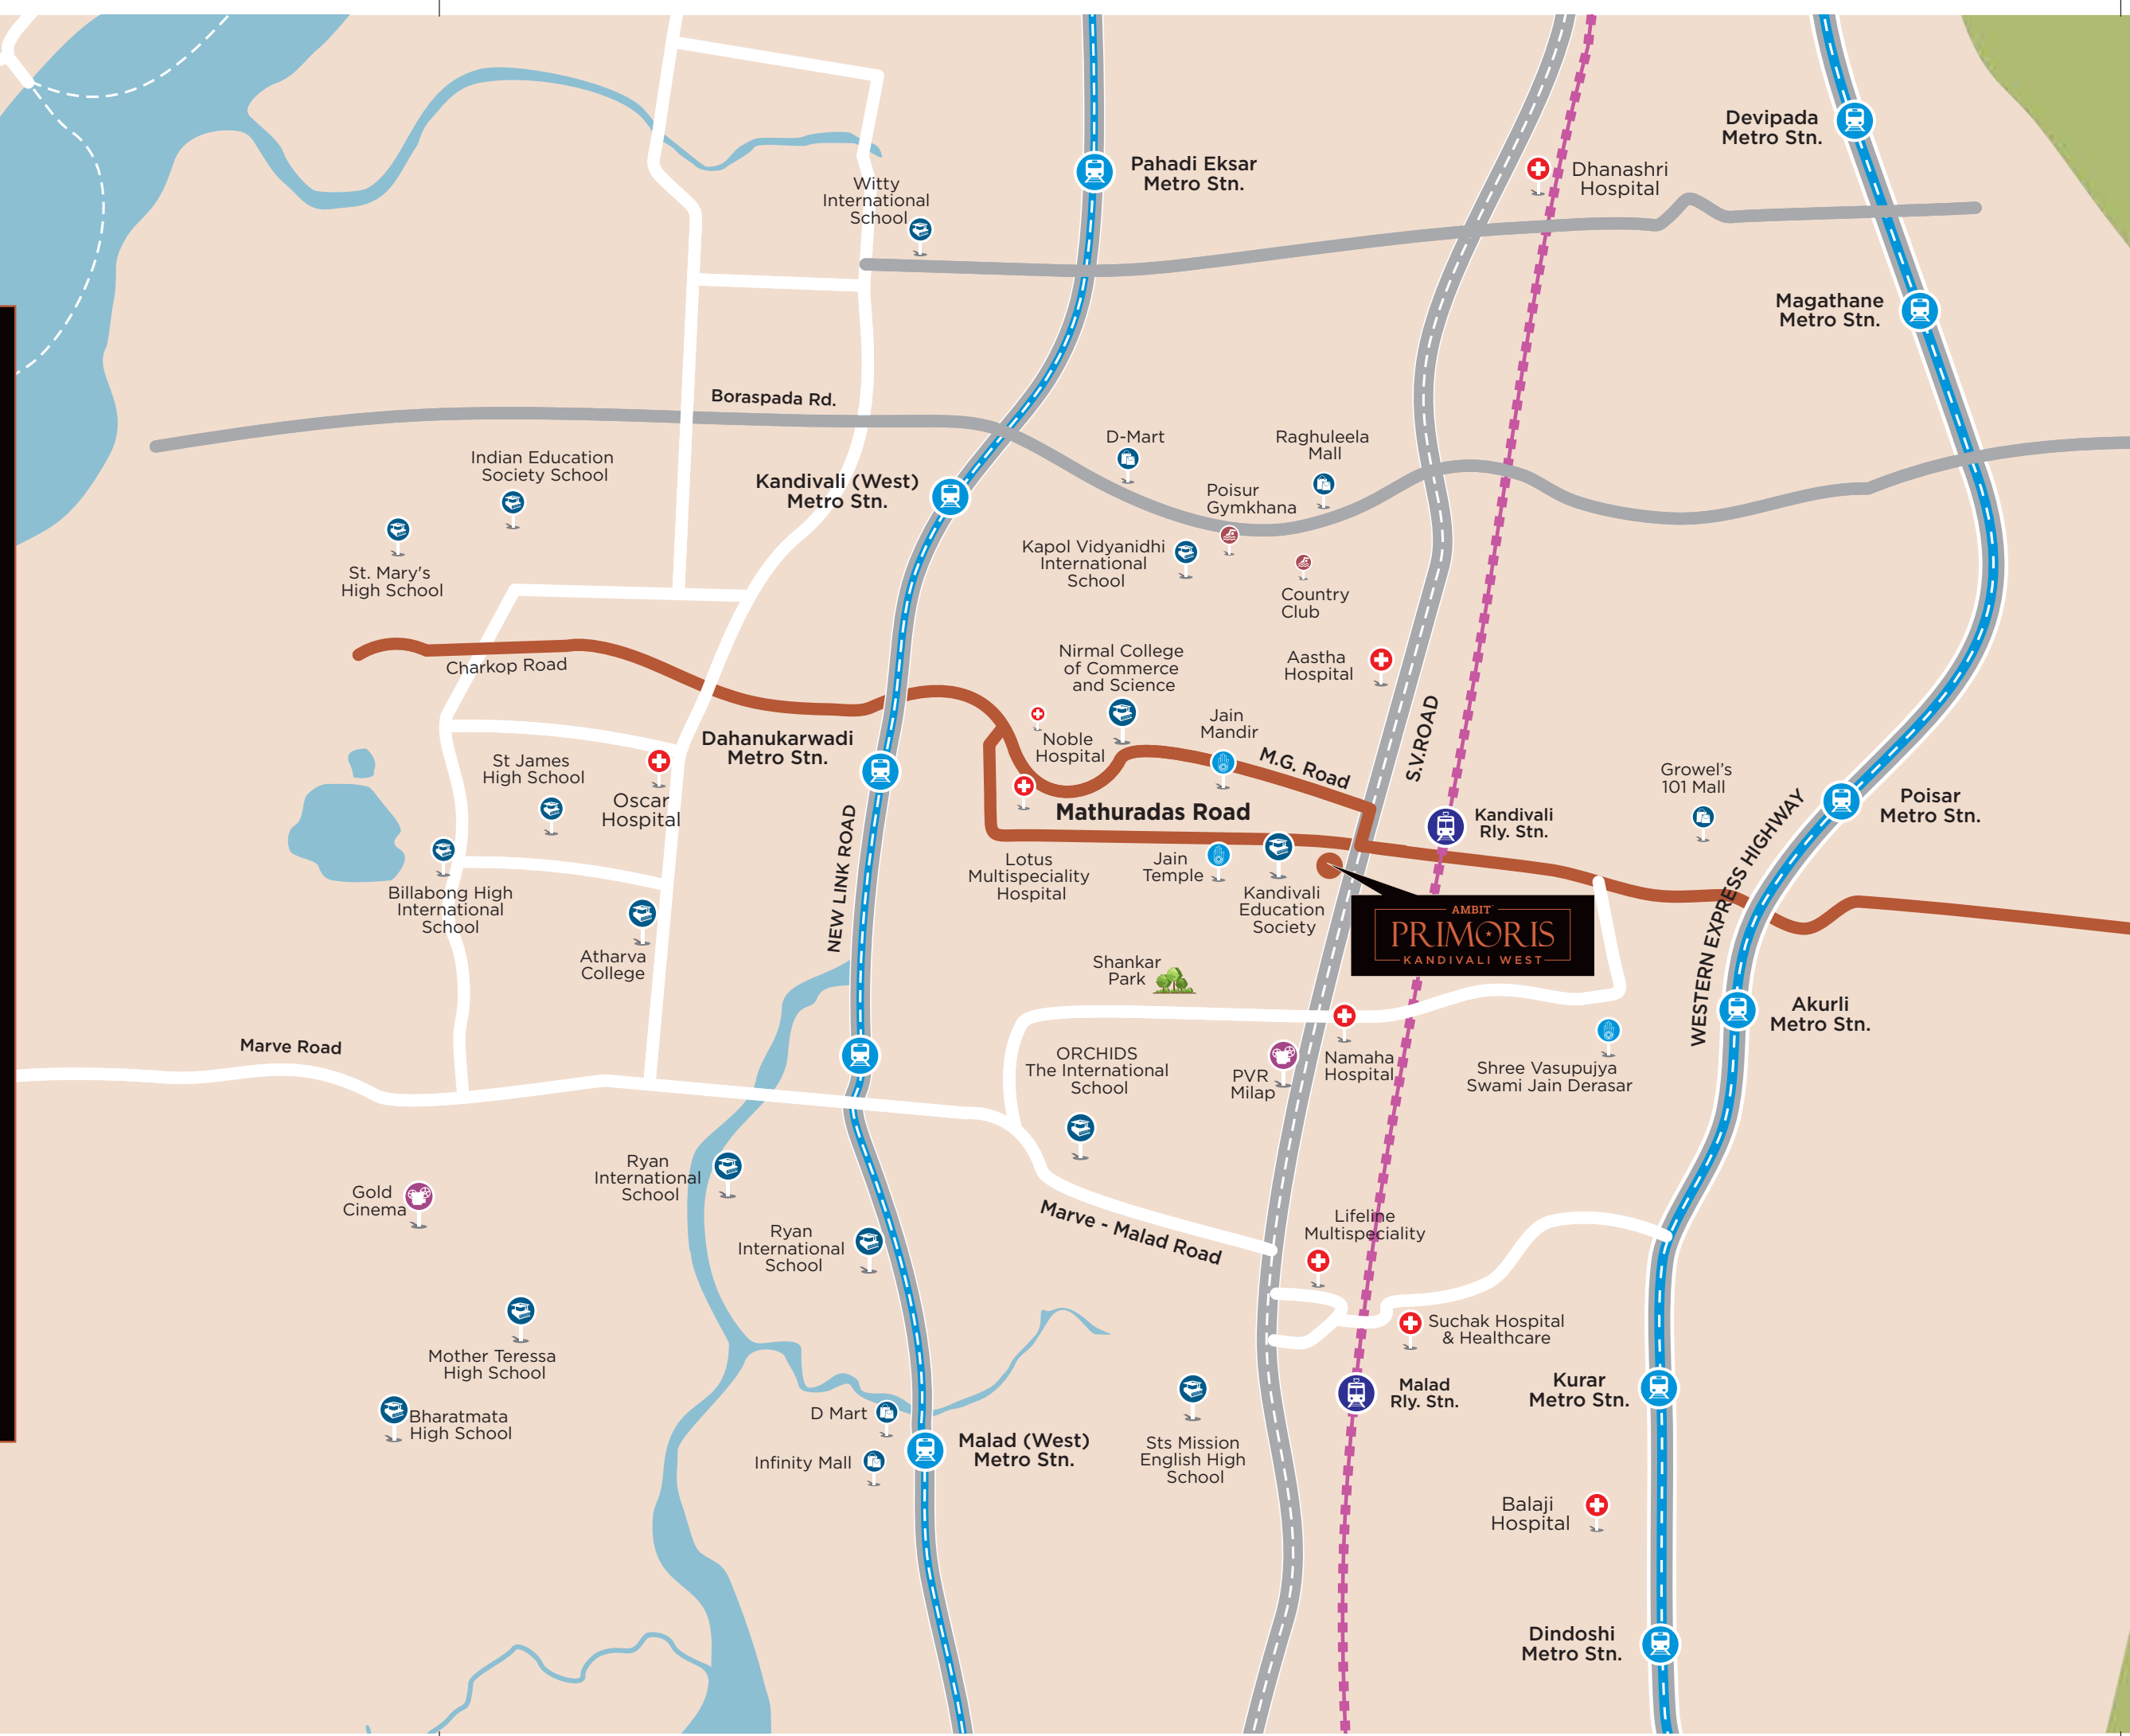 Devipada
Metro Stn.
Pahadi Eksar
Metro Stn.
Dhanashri
Hospital
Witty
International
School
Magathane
Metro Stn.
Boraspada Rd.
D-Mart
Raghuleela
Mall
Indian Education
Society School
Kandivali (West)
Metro Stn.
Poisur
Gymkhana
St. Mary's
High School
Kapol Vidyanidhi
International
School
Country
Club
Charkop Road
Nirmal College
of Commerce
and Science
Aastha
Hospital
Jain
Mandir
S.V.ROAD
Dahanukarwadi
Metro Stn.
Noble
Hospital
M.G. Road
St James
High School
Oscar
Hospital
Growel's
101 Mall
Mathuradas Road
Kandivali
Rly. Stn.
Poisar
Metro Stn.
NEW LINK ROAD
WESTERN EXPRESS HIGHWAY
Lotus
Multispeciality
Hospital
Jain
Temple
Kandivali
Education
Society
Billabong High
International
School
AMBIT
PRIMORIS
KANDIVALI WEST
Atharva
College
Shankar
Park
Akurli
Metro Stn.
Marve Road
ORCHIDS
The International
School
PVR
Milap
Namaha
Hospital
Shree Vasupujya
Swami Jain Derasar
Ryan
International
School
Gold
Cinema
Marve - Malad Road
Lifeline
Multispeciality
Ryan
International
School
Suchak Hospital
& Healthcare
Mother Teressa
High School
Malad
Rly. Stn.
Kurar
Metro Stn.
Bharatmata
High School
D Mart
Malad (West)
Metro Stn.
Infinity Mall
Sts Mission
English High
School
Balaji
Hospital
Dindoshi
Metro Stn.